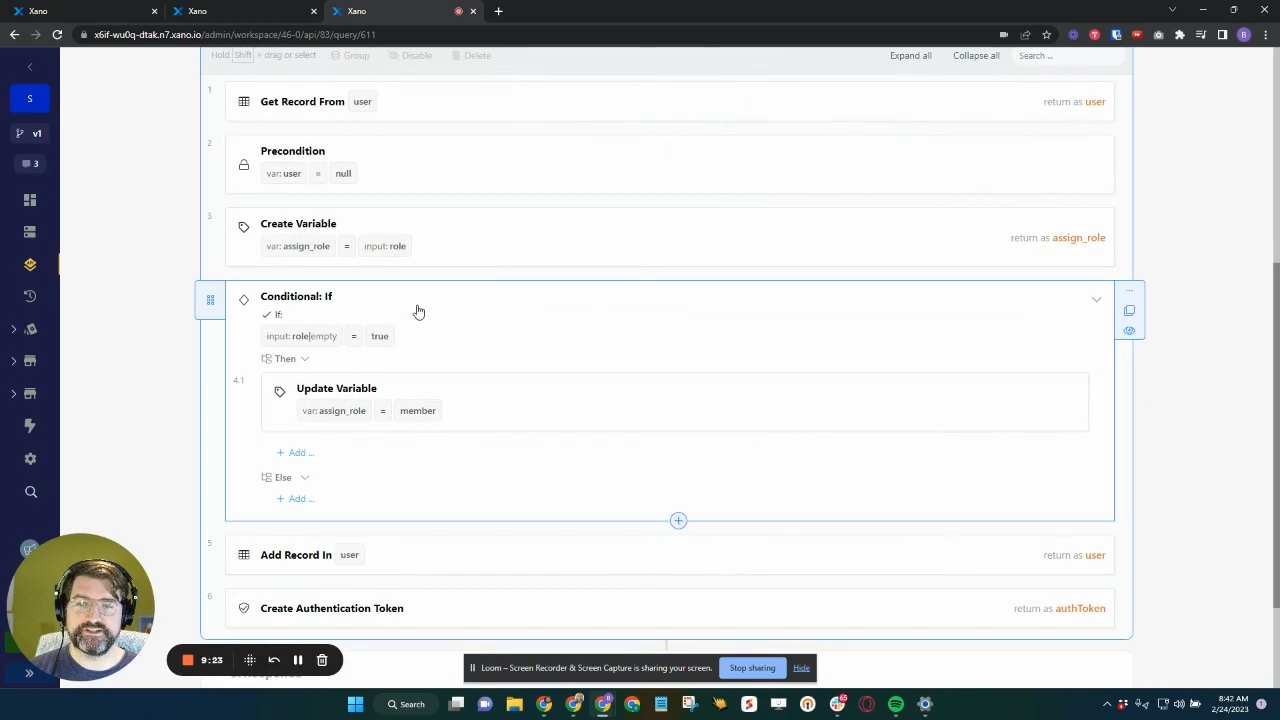 Xano
Xano
Xano
x6if-wu0q-dtak.n7.xano.io/admin/workspace/46-0/api/83/query/611
B
Hold Shift + drag or select
Group
Disable
Delete
Expand all
Collapse all
Search ...
S
v1
3
1
Get Record From user
return as user
2
Precondition
var: user = null
3
Create Variable
var: assign_role = input: role
return as assign_role
Conditional: If
If:
input: role|empty = true
Then
4.1
Update Variable
var: assign_role = member
+ Add ...
Else
+ Add ...
5
Add Record In user
return as user
6
Create Authentication Token
return as authToken
9:23
Loom – Screen Recorder & Screen Capture is sharing your screen.
Stop sharing
Hide
Search
65
8:42 AM
2/24/2023
1